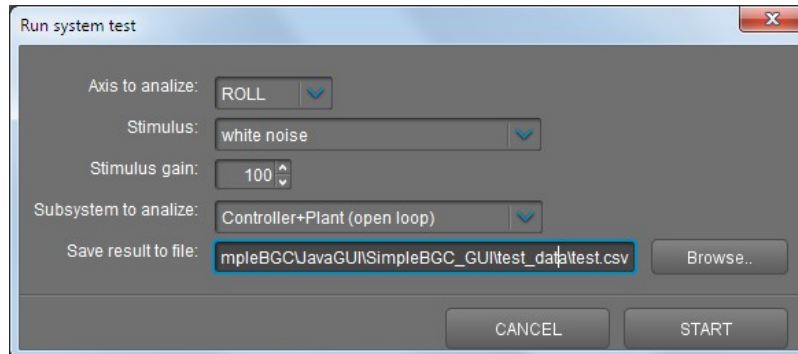 Run system test
Axis to analize: ROLL
Stimulus: white noise
Stimulus gain: 100
Subsystem to analize: Controller+Plant (open loop)
Save result to file: mpleBGC\JavaGUI\SimpleBGC_GUI\test_data\test.csv Browse..
CANCEL START